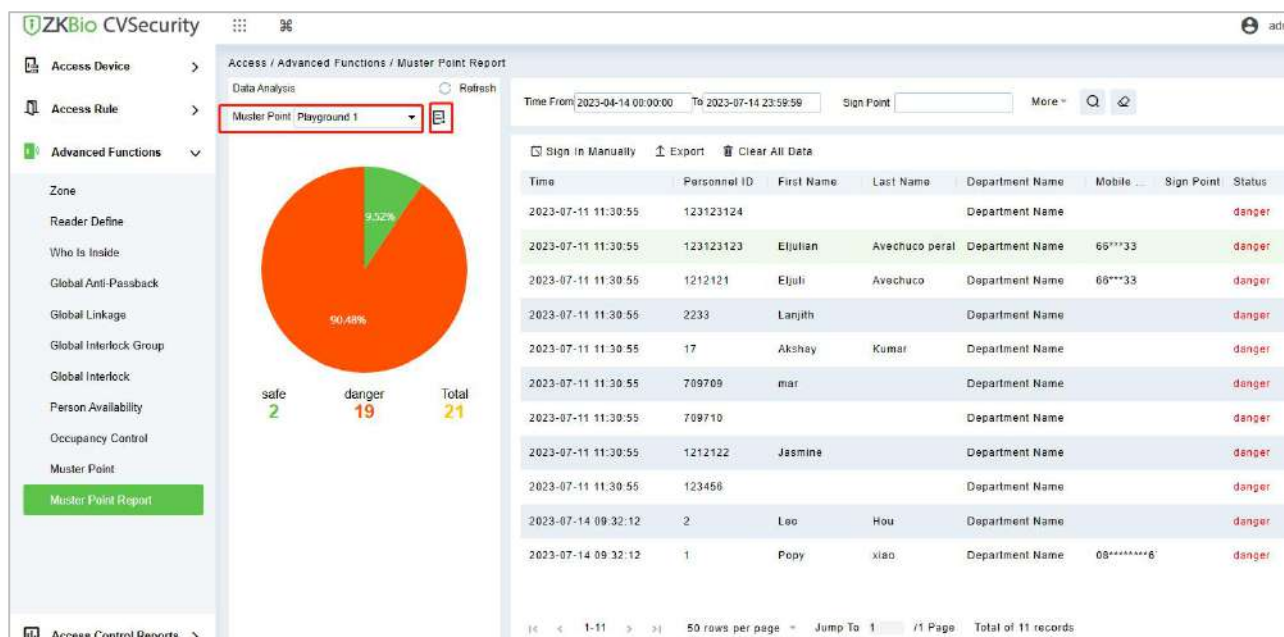 ZKBio CVSecurity
Access Device
Access Rule
Advanced Functions
Zone
Reader Define
Who Is Inside
Global Anti-Passback
Global Linkage
Global Interlock Group
Global Interlock
Person Availability
Occupancy Control
Muster Point
Muster Point Report
Access Control Reports
Access / Advanced Functions / Muster Point Report
Data Analysis Refresh
Muster Point Playground 1
9.52%
90.48%
safe danger Total
2 19 21
Time From 2023-04-14 00:00:00 To 2023-07-14 23:59:59 Sign Point More
Sign In Manually Export Clear All Data
Time Personnel ID First Name Last Name Department Name Mobile ... Sign Point Status
2023-07-11 11:30:55 123123124 Department Name danger
2023-07-11 11:30:55 123123123 Eljulian Avechuco peral Department Name 66***33 danger
2023-07-11 11:30:55 1212121 Eljuli Avechuco Department Name 66***33 danger
2023-07-11 11:30:55 2233 Lanjith Department Name danger
2023-07-11 11:30:55 17 Akshay Kumar Department Name danger
2023-07-11 11:30:55 709709 mar Department Name danger
2023-07-11 11:30:55 709710 Department Name danger
2023-07-11 11:30:55 1212122 Jasmine Department Name danger
2023-07-11 11:30:55 123456 Department Name danger
2023-07-14 09:32:12 2 Leo Hou Department Name danger
2023-07-14 09:32:12 1 Popy xiao Department Name 08********6 danger
1-11 50 rows per page Jump To 1 /1 Page Total of 11 records